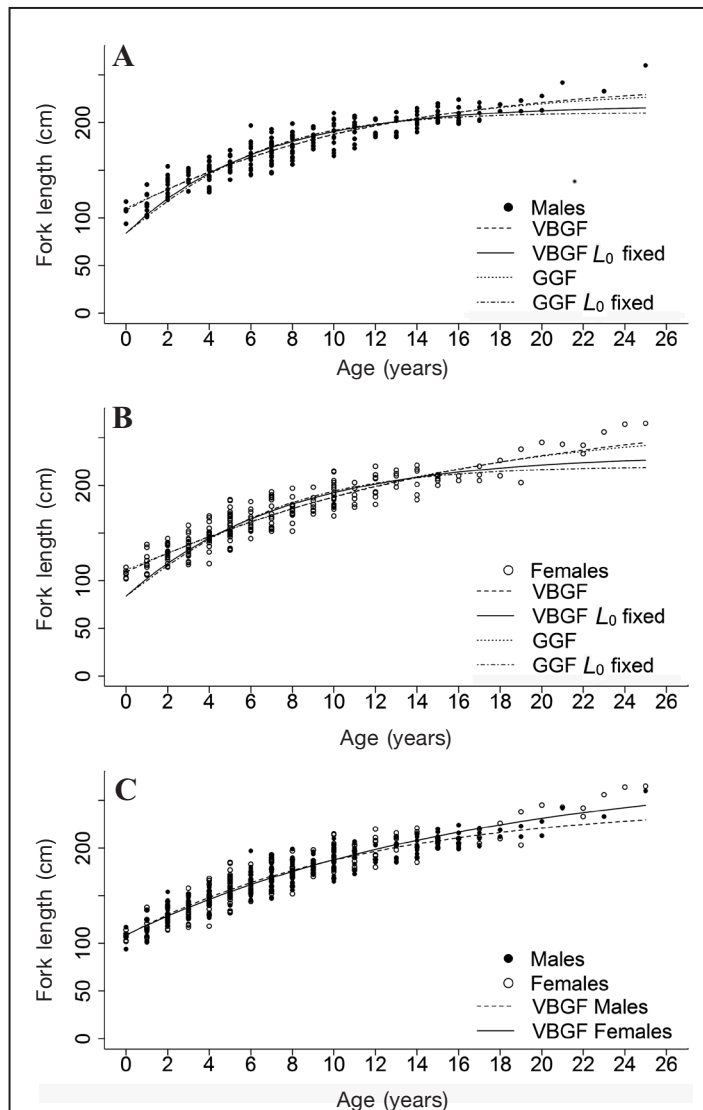 A
Fork length (cm)
200
100
50
0
Males
VBGF
VBGF L₀ fixed
GGF
GGF L₀ fixed
0 2 4 6 8 10 12 14 16 18 20 22 24 26
Age (years)
B
Fork length (cm)
200
100
50
0
Females
VBGF
VBGF L₀ fixed
GGF
GGF L₀ fixed
0 2 4 6 8 10 12 14 16 18 20 22 24 26
Age (years)
C
Fork length (cm)
200
100
50
0
Males
Females
VBGF Males
VBGF Females
0 2 4 6 8 10 12 14 16 18 20 22 24 26
Age (years)